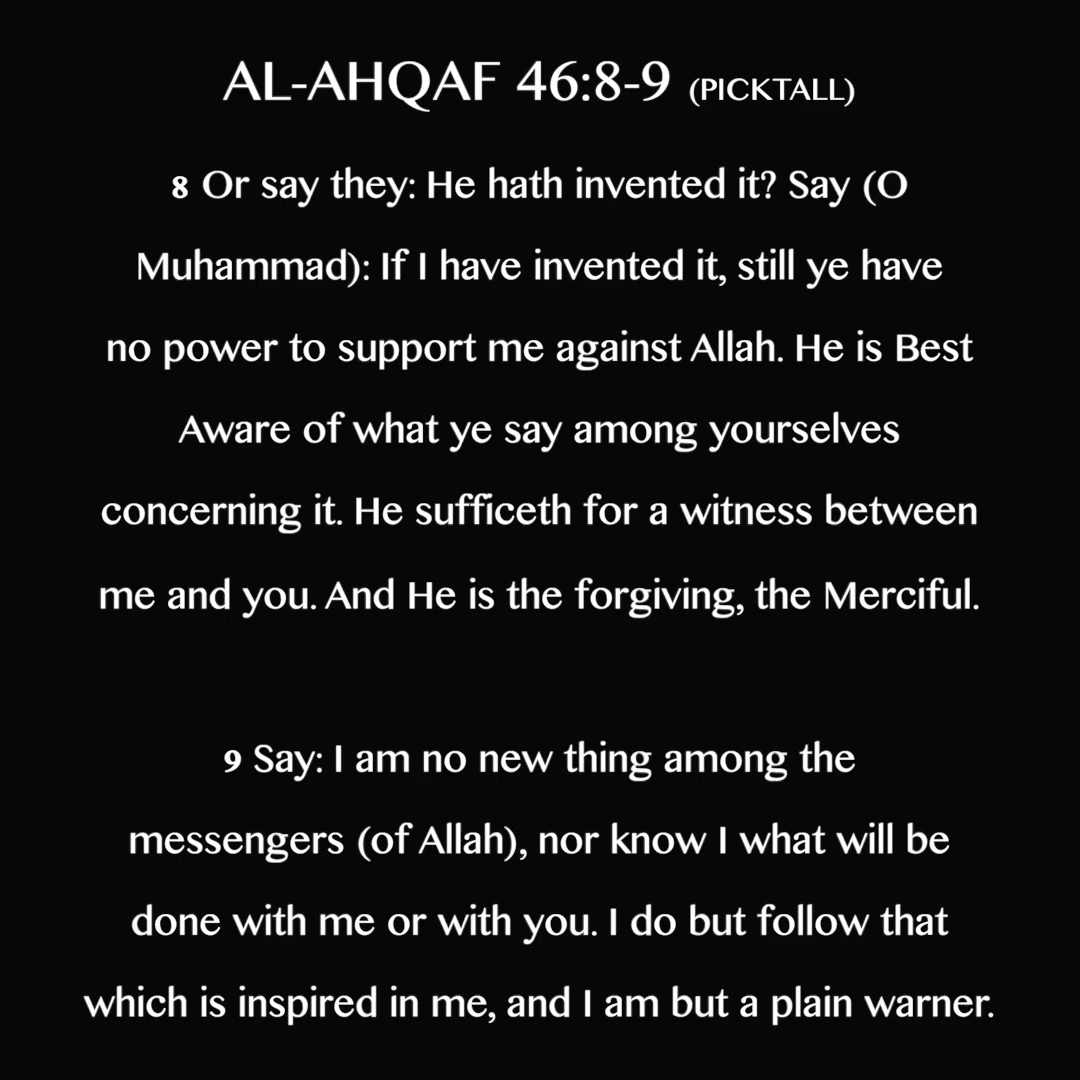 AL-AHQAF 46:8-9 (PICKTALL)
8 Or say they: He hath invented it? Say (O
Muhammad): If I have invented it, still ye have
no power to support me against Allah. He is Best
Aware of what ye say among yourselves
concerning it. He sufficeth for a witness between
me and you. And He is the forgiving, the Merciful.
9 Say: I am no new thing among the
messengers (of Allah), nor know I what will be
done with me or with you. I do but follow that
which is inspired in me, and I am but a plain warner.